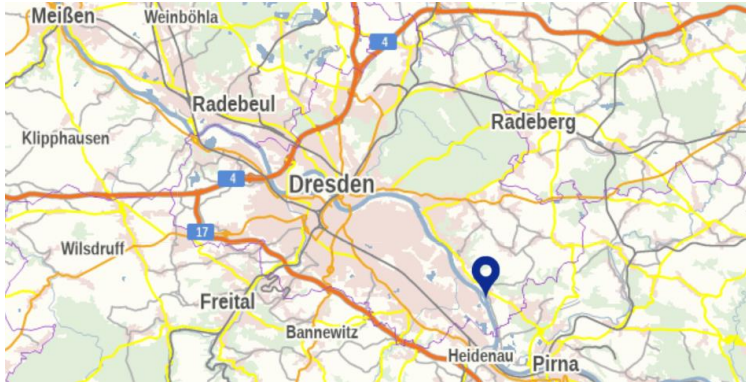 Meißen
Weinböhla
4
Radebeul
Klipphausen
Radeberg
4
Dresden
17
Wilsdruff
Freital
Bannewitz
Heidenau
Pirna